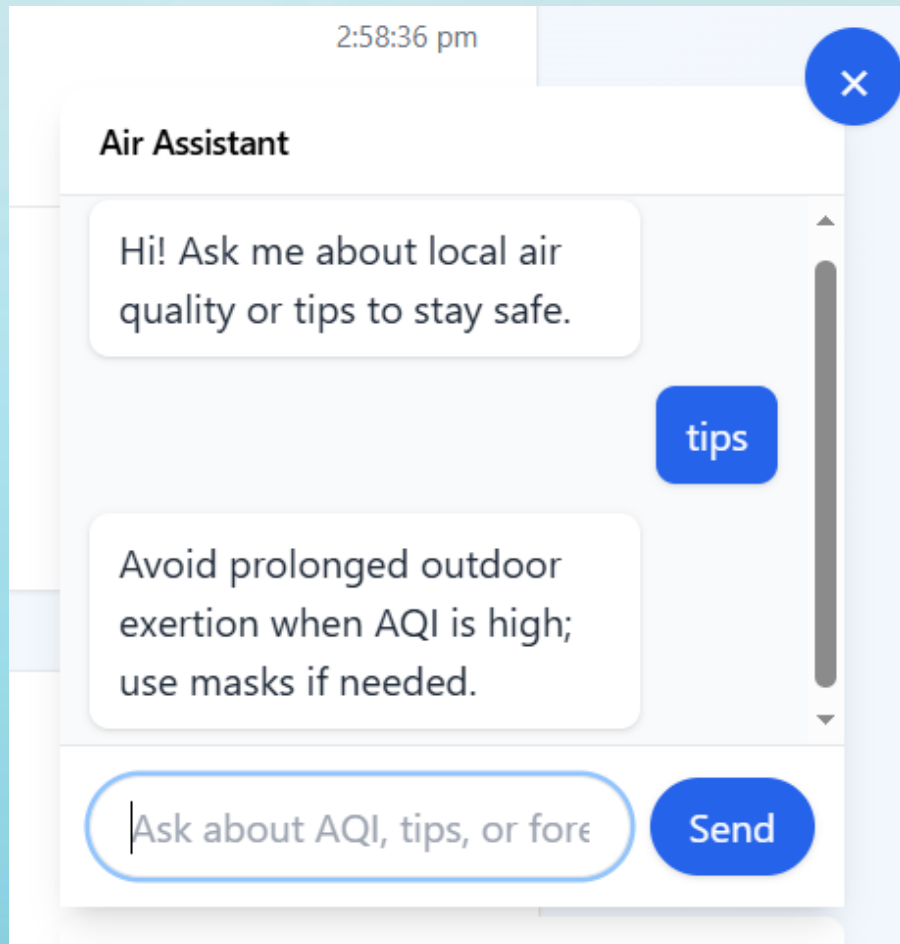 2:58:36 pm
×
Air Assistant
Hi! Ask me about local air
quality or tips to stay safe.
tips
Avoid prolonged outdoor
exertion when AQI is high;
use masks if needed.
Ask about AQI, tips, or fore
Send